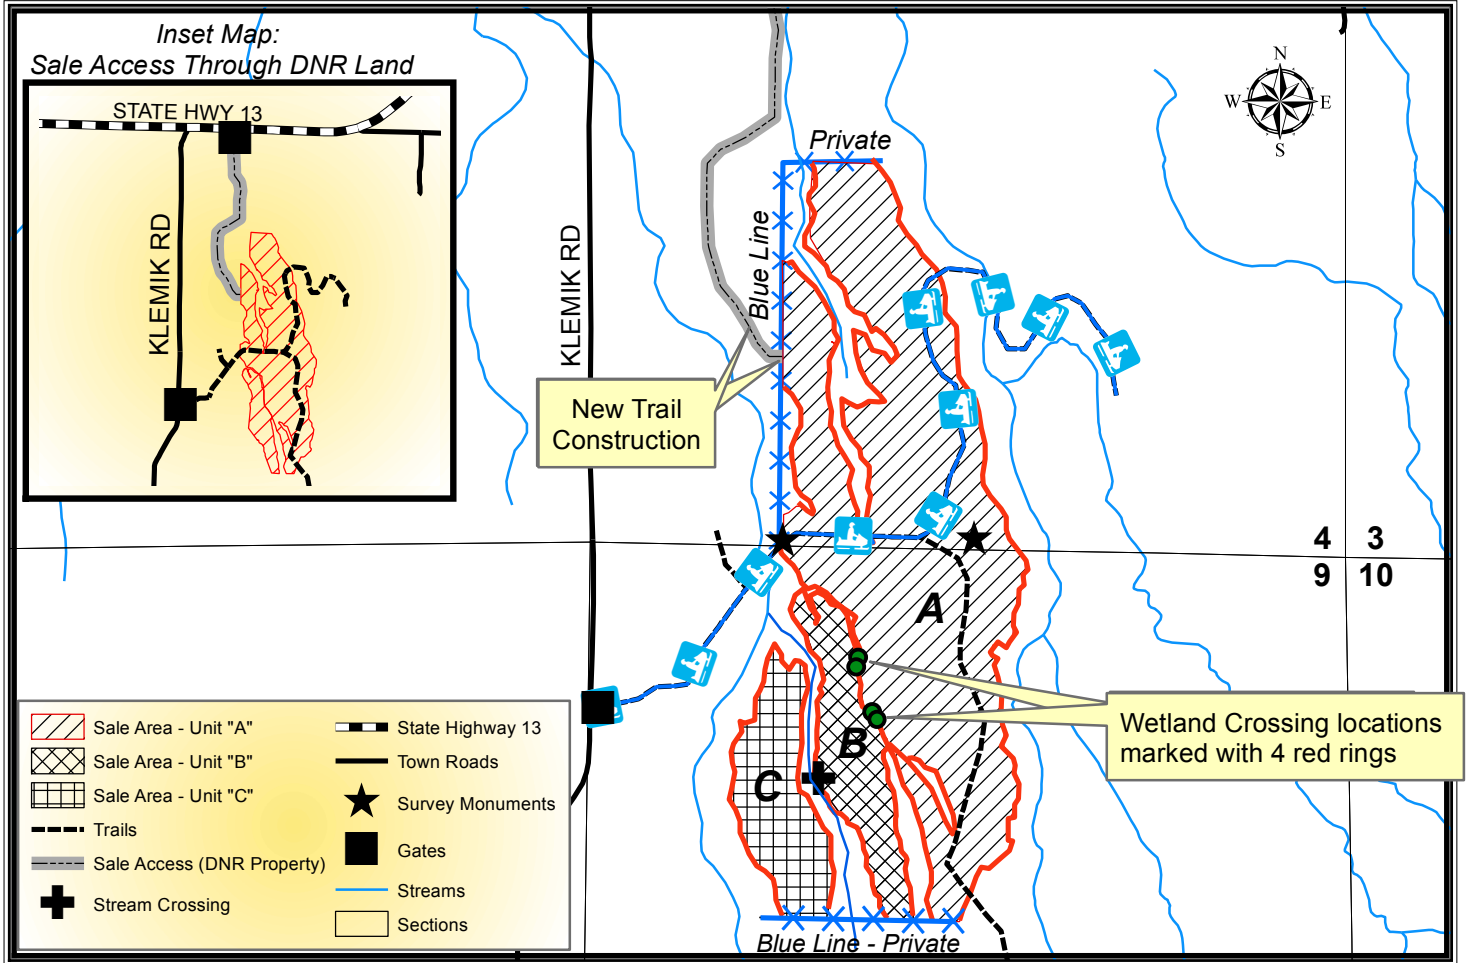 Inset Map:
Sale Access Through DNR Land
STATE HWY 13
KLEMIK RD
N
W
E
S
Private
Blue Line
KLEMIK RD
New Trail
Construction
4 3
9 10
A
B
C
Wetland Crossing locations
marked with 4 red rings
Blue Line - Private
Sale Area - Unit "A"
Sale Area - Unit "B"
Sale Area - Unit "C"
Trails
Sale Access (DNR Property)
Stream Crossing
State Highway 13
Town Roads
Survey Monuments
Gates
Streams
Sections